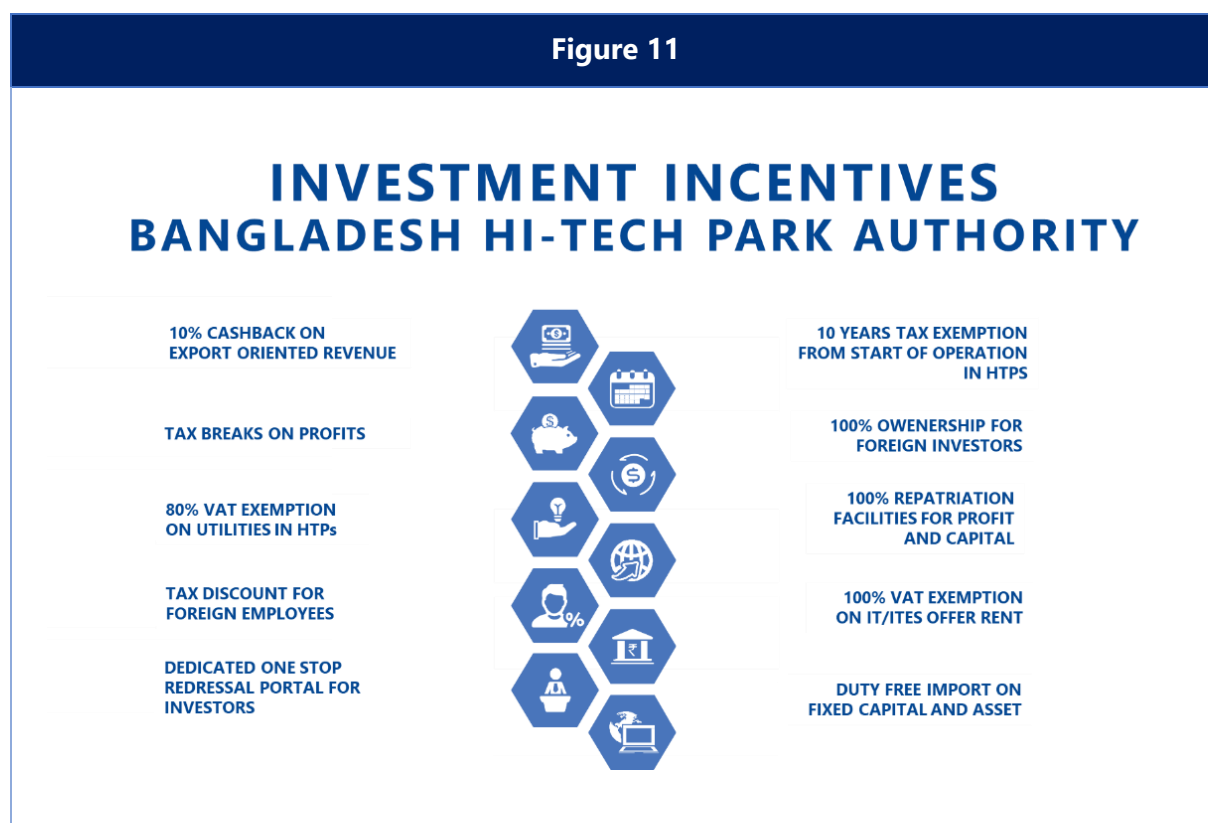 Figure 11
INVESTMENT INCENTIVES
BANGLADESH HI-TECH PARK AUTHORITY
10% CASHBACK ON
EXPORT ORIENTED REVENUE
TAX BREAKS ON PROFITS
80% VAT EXEMPTION
ON UTILITIES IN HTPs
TAX DISCOUNT FOR
FOREIGN EMPLOYEES
DEDICATED ONE STOP
REDRESSAL PORTAL FOR
INVESTORS
10 YEARS TAX EXEMPTION
FROM START OF OPERATION
IN HTPS
100% OWENERSHIP FOR
FOREIGN INVESTORS
100% REPATRIATION
FACILITIES FOR PROFIT
AND CAPITAL
100% VAT EXEMPTION
ON IT/ITES OFFER RENT
DUTY FREE IMPORT ON
FIXED CAPITAL AND ASSET